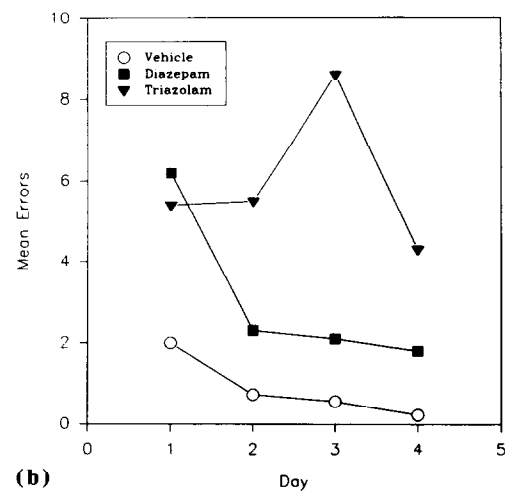 10
8
6
4
2
0
Mean Errors
Vehicle
Diazepam
Triazolam
0 1 2 3 4 5
Day
(b)